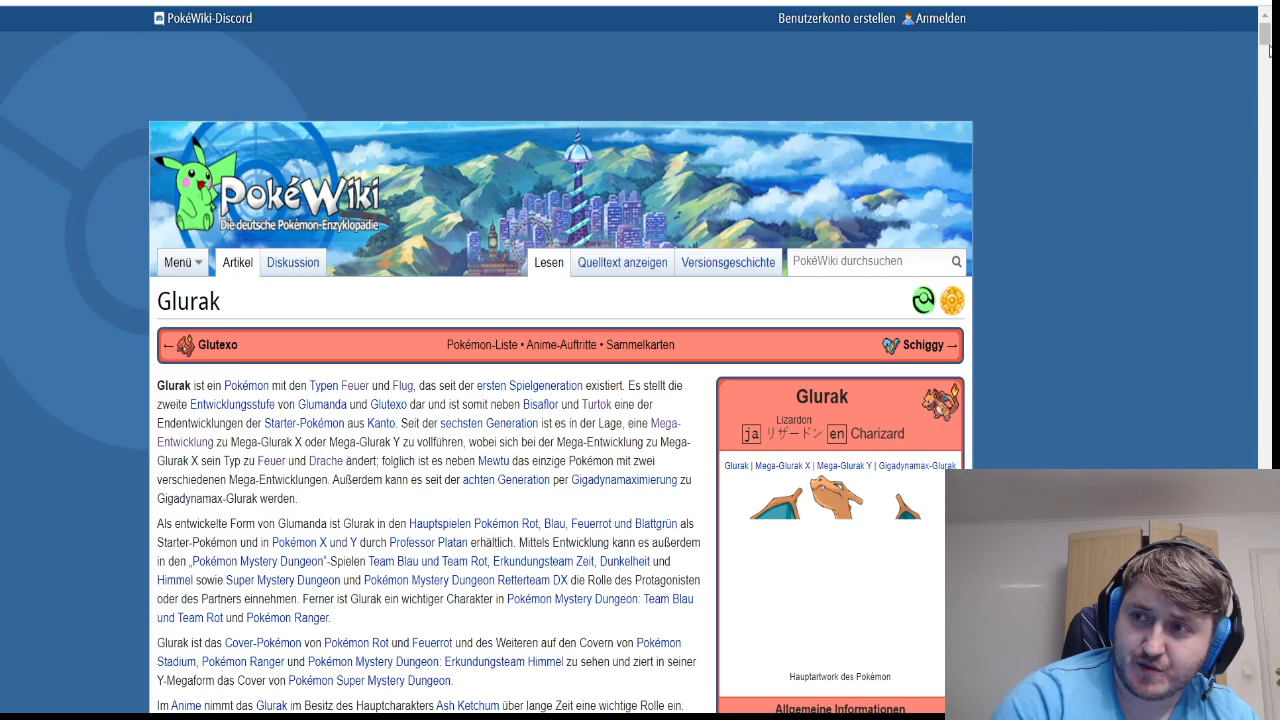 PokéWiki-Discord
Benutzerkonto erstellen Anmelden
PokéWiki
Die deutsche Pokémon-Enzyklopädie
Menü Artikel Diskussion Lesen Quelltext anzeigen Versionsgeschichte PokéWiki durchsuchen
Glurak
← Glutexo Pokémon-Liste • Anime-Auftritte • Sammelkarten Schiggy →
Glurak ist ein Pokémon mit den Typen Feuer und Flug, das seit der ersten Spielgeneration existiert. Es stellt die
zweite Entwicklungsstufe von Glumanda und Glutexo dar und ist somit neben Bisaflor und Turtok eine der
Endentwicklungen der Starter-Pokémon aus Kanto. Seit der sechsten Generation ist es in der Lage, eine Mega-
Entwicklung zu Mega-Glurak X oder Mega-Glurak Y zu vollführen, wobei sich bei der Mega-Entwicklung zu Mega-
Glurak X sein Typ zu Feuer und Drache ändert; folglich ist es neben Mewtu das einzige Pokémon mit zwei
verschiedenen Mega-Entwicklungen. Außerdem kann es seit der achten Generation per Gigadynamaximierung zu
Gigadynamax-Glurak werden.
Als entwickelte Form von Glumanda ist Glurak in den Hauptspielen Pokémon Rot, Blau, Feuerrot und Blattgrün als
Starter-Pokémon und in Pokémon X und Y durch Professor Platan erhältlich. Mittels Entwicklung kann es außerdem
in den „Pokémon Mystery Dungeon“-Spielen Team Blau und Team Rot, Erkundungsteam Zeit, Dunkelheit und
Himmel sowie Super Mystery Dungeon und Pokémon Mystery Dungeon Retterteam DX die Rolle des Protagonisten
oder des Partners einnehmen. Ferner ist Glurak ein wichtiger Charakter in Pokémon Mystery Dungeon: Team Blau
und Team Rot und Pokémon Ranger.
Glurak ist das Cover-Pokémon von Pokémon Rot und Feuerrot und des Weiteren auf den Covern von Pokémon
Stadium, Pokémon Ranger und Pokémon Mystery Dungeon: Erkundungsteam Himmel zu sehen und ziert in seiner
Y-Megaform das Cover von Pokémon Super Mystery Dungeon.
Im Anime nimmt das Glurak im Besitz des Hauptcharakters Ash Ketchum über lange Zeit eine wichtige Rolle ein.
Glurak
Lizardon
ja リザードン en Charizard
Glurak | Mega-Glurak X | Mega-Glurak Y | Gigadynamax-Glurak
Hauptartwork des Pokémon
Allgemeine Informationen